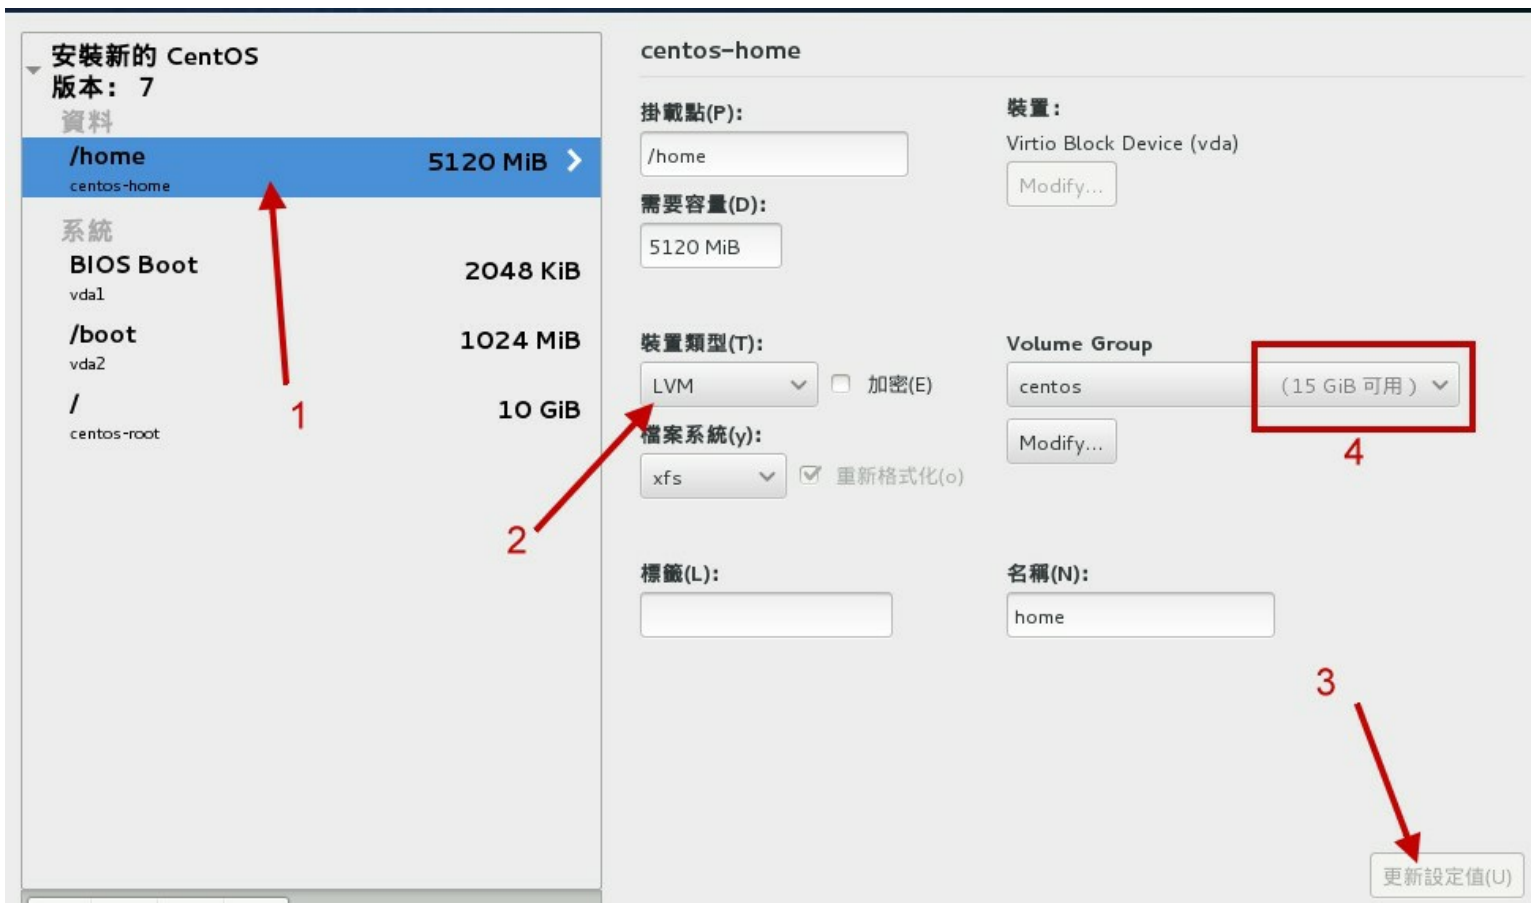 安裝新的 CentOS
版本： 7
資料
/home
5120 MiB
centos-home
系統
BIOS Boot
2048 KiB
vda1
/boot
1024 MiB
vda2
/
10 GiB
centos-root
1
2
centos-home
掛載點(P):
/home
裝置：
Virtio Block Device (vda)
Modify...
需要容量(D):
5120 MiB
裝置類型(T):
LVM
加密(E)
Volume Group
centos
(15 GiB 可用)
4
檔案系統(y):
xfs
重新格式化(o)
Modify...
標籤(L):
名稱(N):
home
3
更新設定值(U)